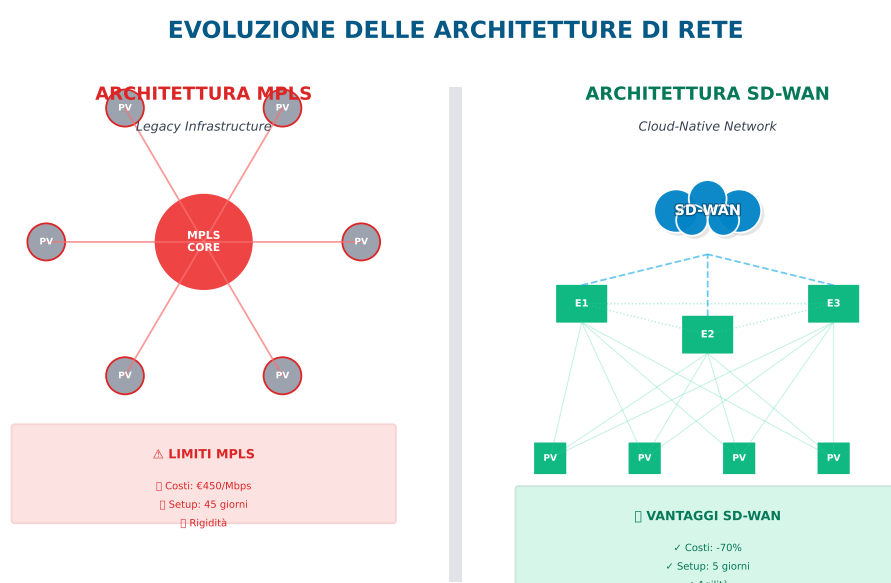 EVOLUZIONE DELLE ARCHITETTURE DI RETE
ARCHITETTURA MPLS
Legacy Infrastructure
PV
PV
PV
MPLS
CORE
PV
PV
PV
⚠ LIMITI MPLS
Costi: €450/Mbps
Setup: 45 giorni
Rigidità
ARCHITETTURA SD-WAN
Cloud-Native Network
SD-WAN
E1
E3
E2
PV
PV
PV
PV
VANTAGGI SD-WAN
✓ Costi: -70%
✓ Setup: 5 giorni
✓ Agilità